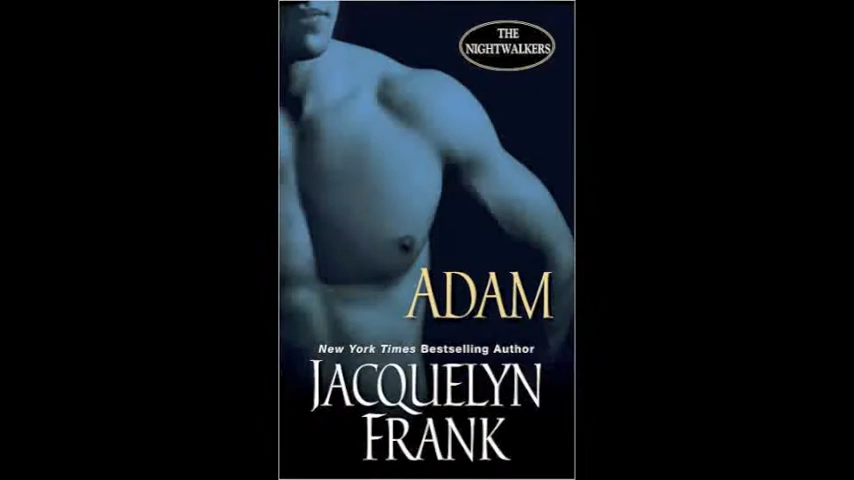 THE
NIGHTWALKERS
ADAM
New York Times Bestselling Author
JACQUELYN
FRANK